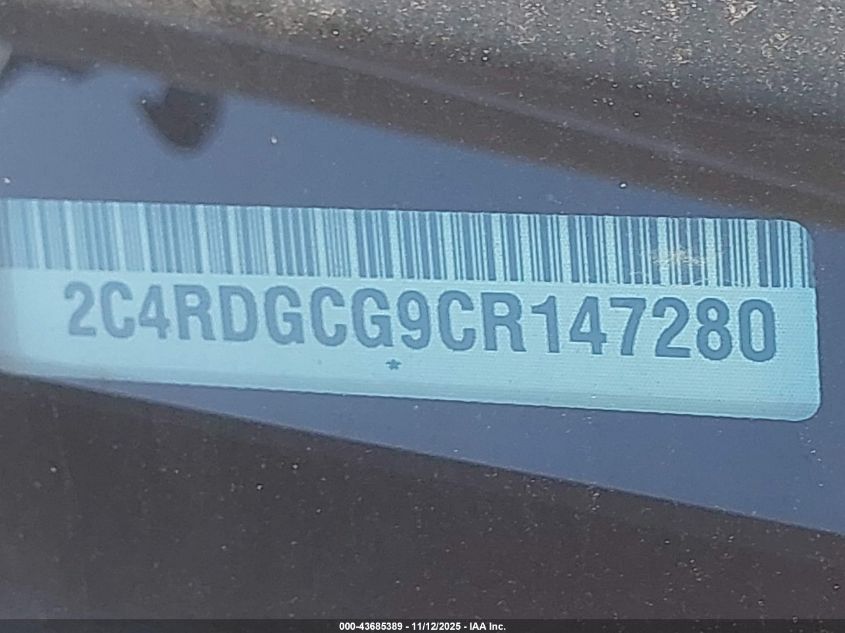 2C4RDGCG9CR147280
*
000-43685389 - 11/12/2025 - IAA Inc.